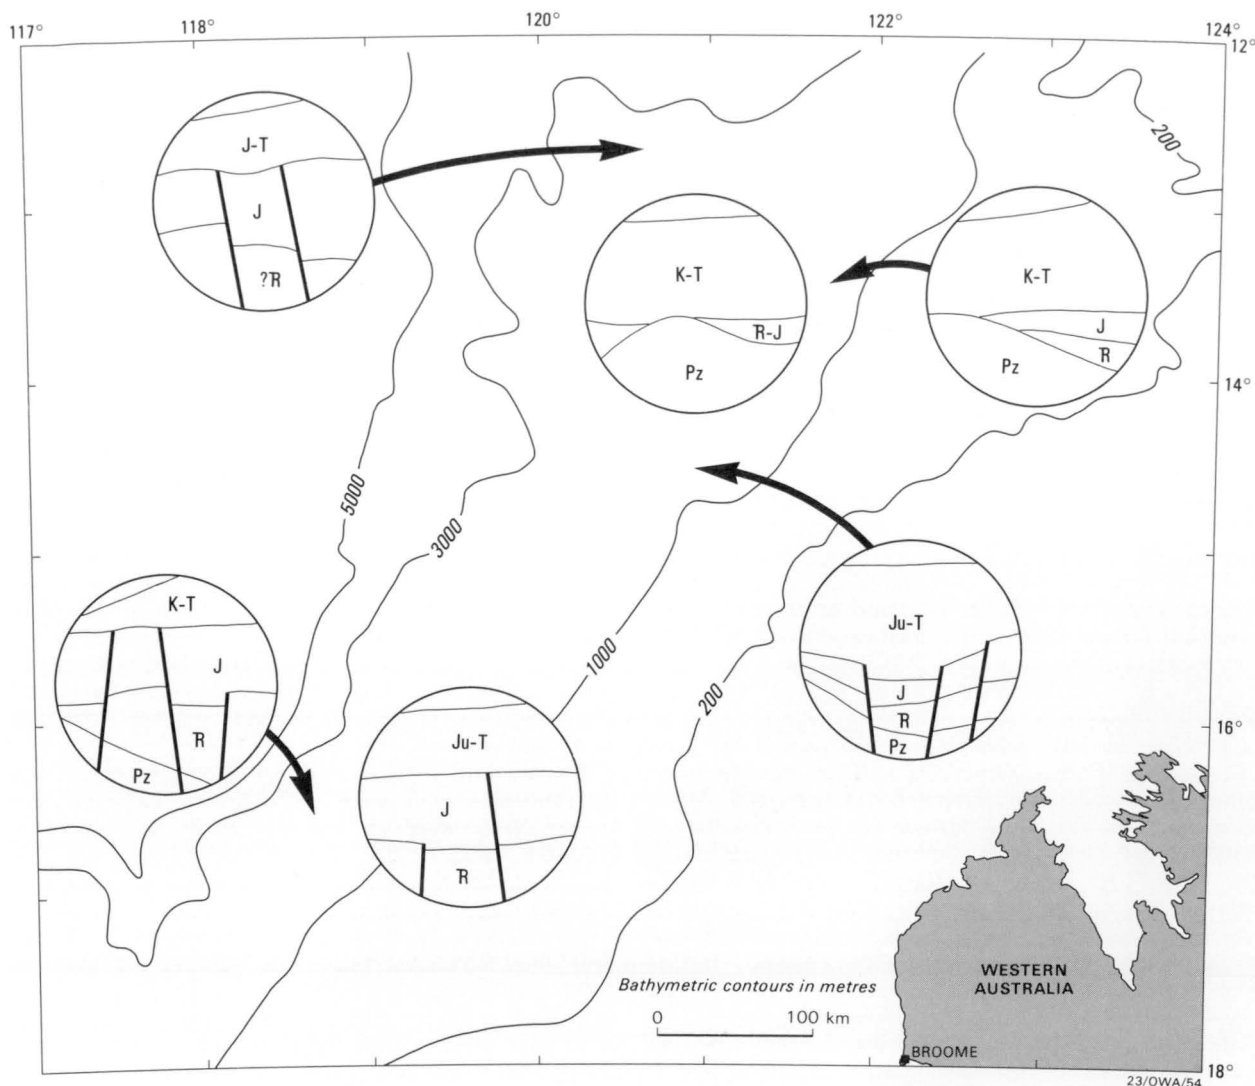 117°
118°
120°
122°
124°
12°
200
J-T
J
?Ꞧ
K-T
Ꞧ-J
Pz
K-T
J
Ꞧ
Pz
14°
5000
3000
1000
200
K-T
J
Ꞧ
Pz
Ju-T
J
Ꞧ
Pz
Ju-T
J
Ꞧ
16°
Bathymetric contours in metres
0 100 km
WESTERN
AUSTRALIA
BROOME
18°
23/OWA/54